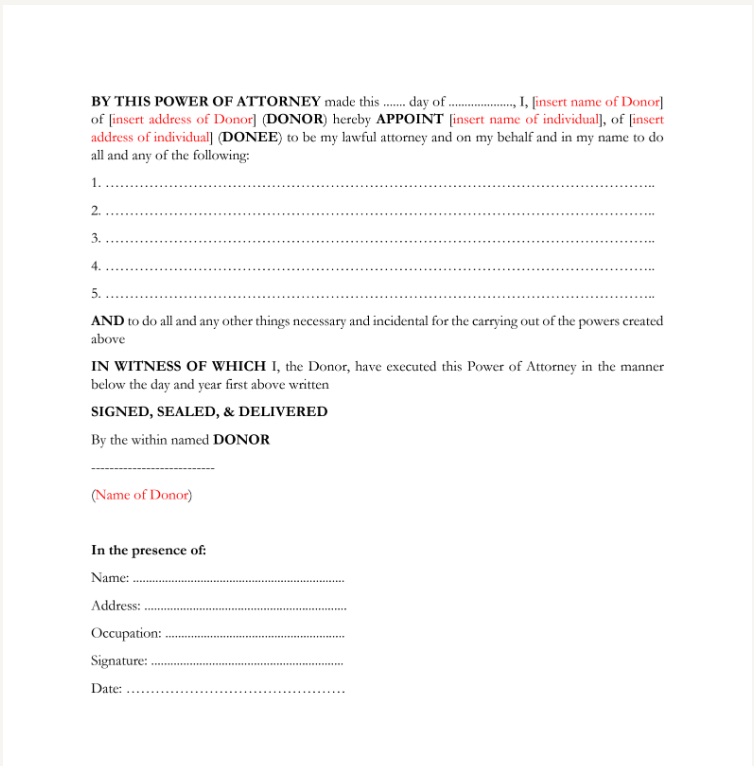 BY THIS POWER OF ATTORNEY made this ....... day of ...................., I, [insert name of Donor]
of [insert address of Donor] (DONOR) hereby APPOINT [insert name of individual], of [insert
address of individual] (DONEE) to be my lawful attorney and on my behalf and in my name to do
all and any of the following:
1. …………………………………………………………………………………………………..
2. …………………………………………………………………………………………………..
3. …………………………………………………………………………………………………..
4. …………………………………………………………………………………………………..
5. …………………………………………………………………………………………………..
AND to do all and any other things necessary and incidental for the carrying out of the powers created
above
IN WITNESS OF WHICH I, the Donor, have executed this Power of Attorney in the manner
below the day and year first above written
SIGNED, SEALED, & DELIVERED
By the within named DONOR
---------------------------
(Name of Donor)
In the presence of:
Name: ..................................................................
Address: ...............................................................
Occupation: ........................................................
Signature: ............................................................
Date: ………………………………………